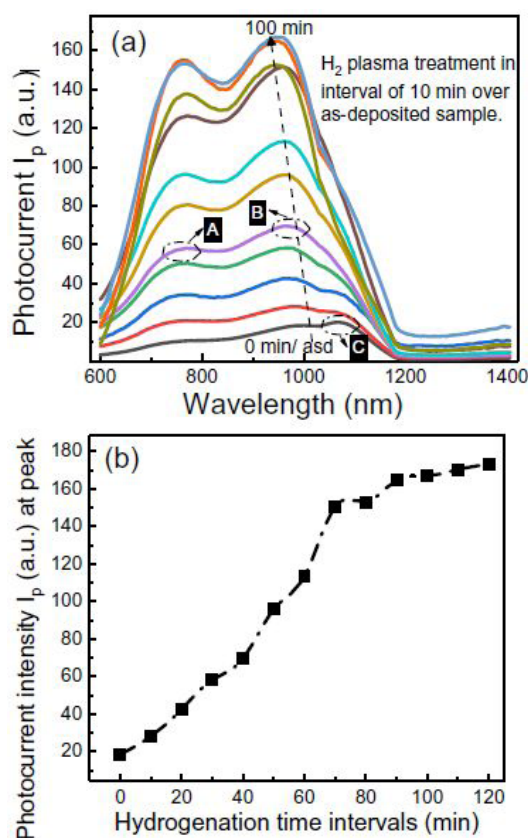 (a)
100 min
H2 plasma treatment in
interval of 10 min over
as-deposited sample.
A
B
C
0 min/ asd
Photocurrent Ip (a.u.)
160
140
120
100
80
60
40
20
600 800 1000 1200 1400
Wavelength (nm)
(b)
Photocurrent intensity Ip (a.u.) at peak
180
160
140
120
100
80
60
40
20
0 20 40 60 80 100 120
Hydrogenation time intervals (min)